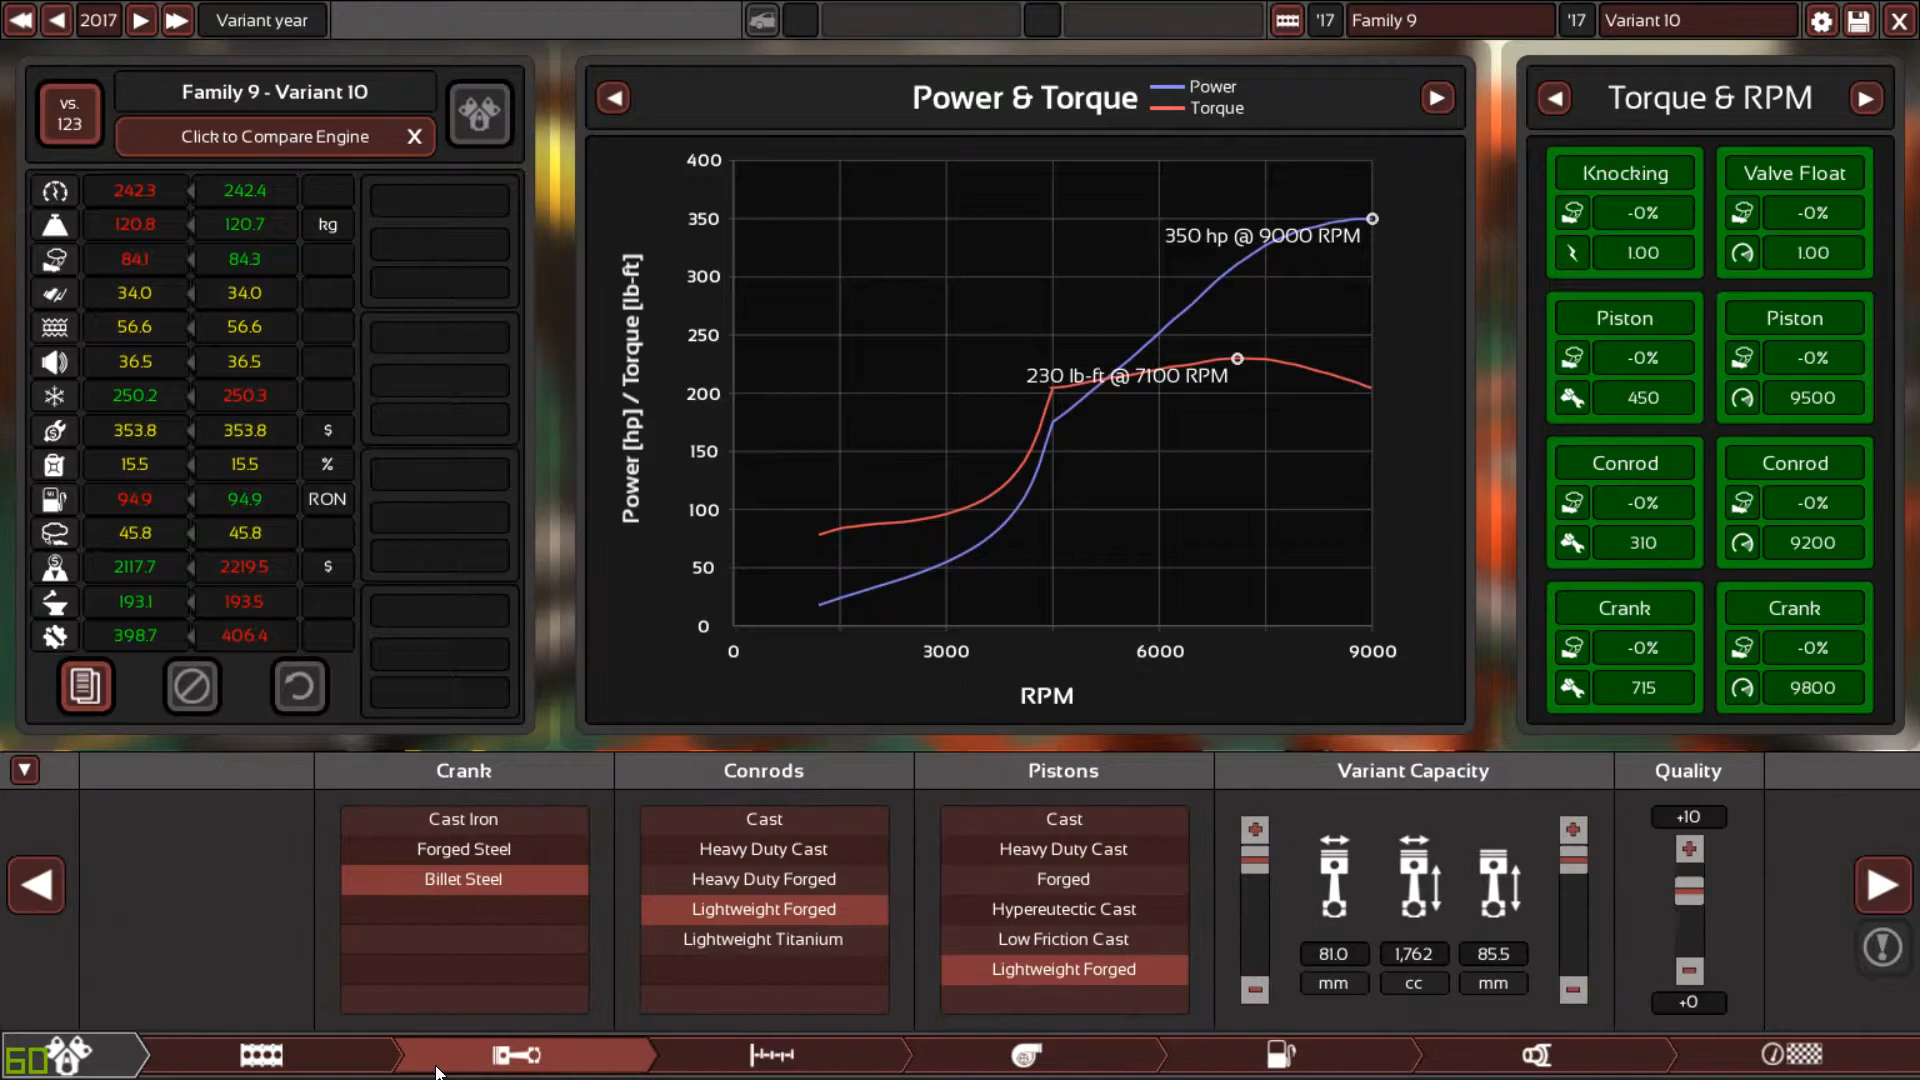 2017
Variant year
'17
Family 9
'17
Variant 10
vs.
123
Family 9 - Variant 10
Click to Compare Engine
X
242.3 242.4
120.8 120.7 kg
84.1 84.3
34.0 34.0
56.6 56.6
36.5 36.5
250.2 250.3
353.8 353.8 $
15.5 15.5 %
94.9 94.9 RON
45.8 45.8
2117.7 2219.5 $
193.1 193.5
398.7 406.4
Power & Torque
Power
Torque
Power [hp] / Torque [lb-ft]
400
350
300
250
200
150
100
50
0
350 hp @ 9000 RPM
230 lb-ft @ 7100 RPM
0 3000 6000 9000
RPM
Torque & RPM
Knocking Valve Float
-0% -0%
1.00 1.00
Piston Piston
-0% -0%
450 9500
Conrod Conrod
-0% -0%
310 9200
Crank Crank
-0% -0%
715 9800
Crank
Cast Iron
Forged Steel
Billet Steel
Conrods
Cast
Heavy Duty Cast
Heavy Duty Forged
Lightweight Forged
Lightweight Titanium
Pistons
Cast
Heavy Duty Cast
Forged
Hypereutectic Cast
Low Friction Cast
Lightweight Forged
Variant Capacity
81.0 1,762 85.5
mm cc mm
Quality
+10
+0
60